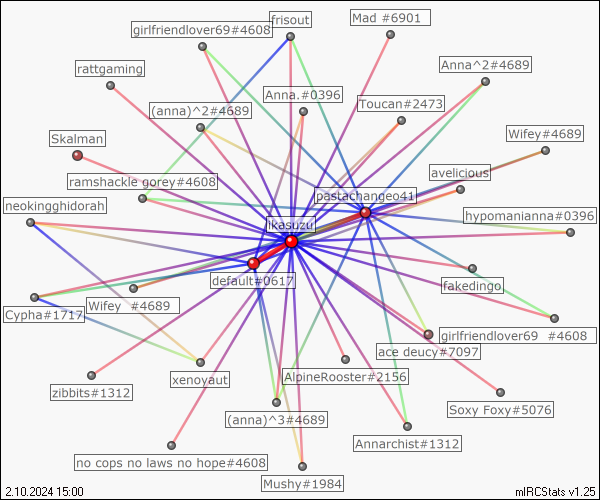 frisout
Mad #6901
girlfriendlover69#4608
rattgaming
Anna^2#4689
Anna.#0396
Toucan#2473
(anna)^2#4689
Wifey#4689
Skalman
avelicious
ramshackle gorey#4608
pastachangeo41
neokingghidorah
likasuzu
hypomanianna#0396
default#0617
fakedingo
Wifey #4689
Cypha#1717
girlfriendlover69 #4608
ace deucy#7097
AlpineRooster#2156
xenoyaut
zibbits#1312
Soxy Foxy#5076
(anna)^3#4689
Annarchist#1312
no cops no laws no hope#4608
Mushy#1984
2.10.2024 15:00
mIRCStats v1.25